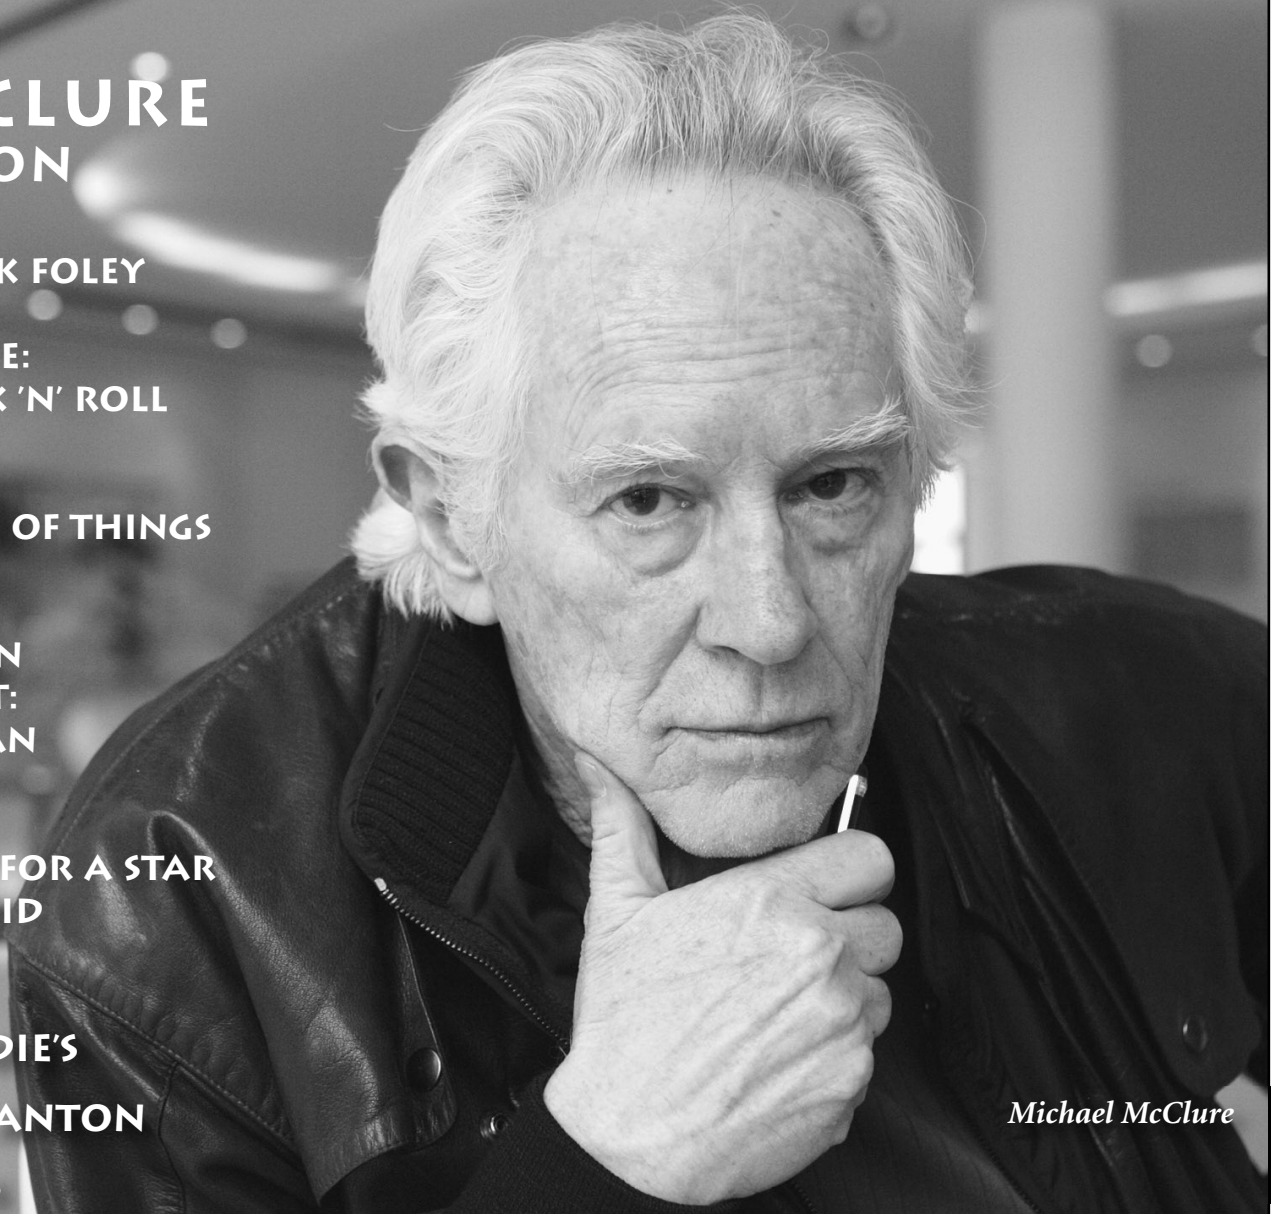 CLURE
ON
K FOLEY
E:
K 'N' ROLL
OF THINGS
N
T:
AN
FOR A STAR
ID
DIE'S
ANTON
Michael McClure